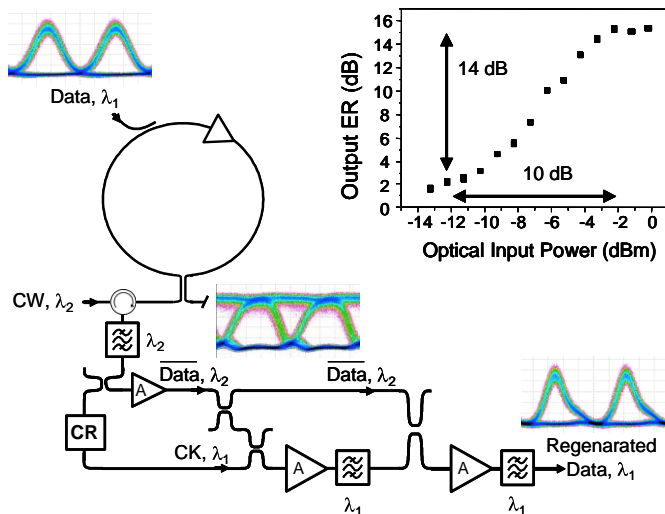 Data, λ1
Output ER (dB)
16
14
12
10
8
6
4
2
0
14 dB
10 dB
-14 -12 -10 -8 -6 -4 -2 0
Optical Input Power (dBm)
CW, λ2
λ2
Data, λ2
Data, λ2
A
CR
CK, λ1
A
λ1
A
λ1
Regenarated
Data, λ1